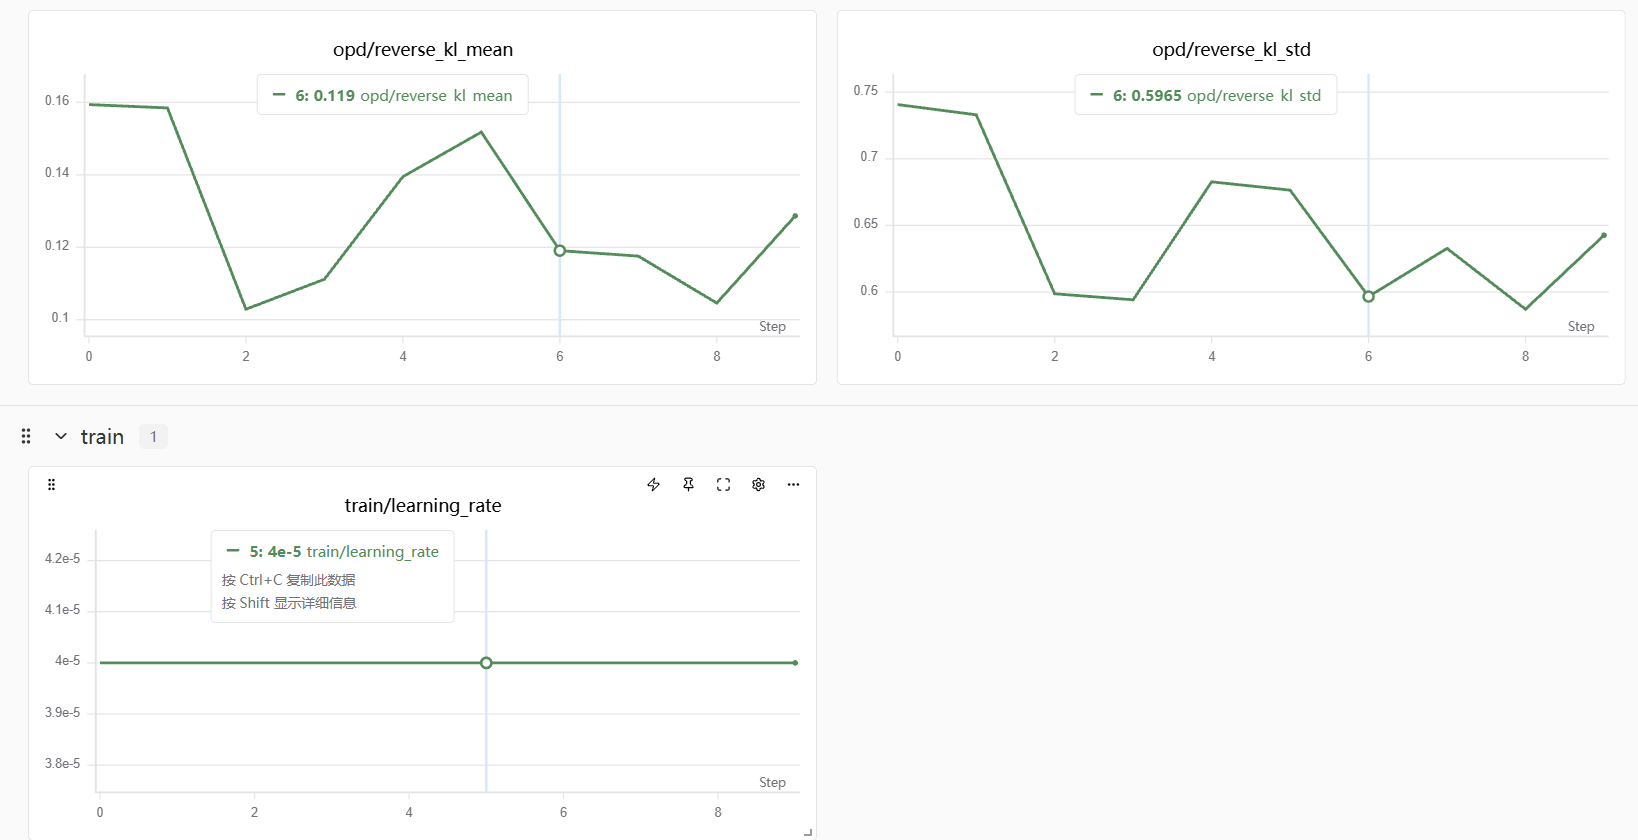 opd/reverse_kl_mean
6: 0.119 opd/reverse_kl_mean
0.16
0.14
0.12
0.1
Step
0 2 4 6 8
opd/reverse_kl_std
6: 0.5965 opd/reverse_kl_std
0.75
0.7
0.65
0.6
Step
0 2 4 6 8
train 1
train/learning_rate
5: 4e-5 train/learning_rate
按 Ctrl+C 复制此数据
按 Shift 显示详细信息
4.2e-5
4.1e-5
4e-5
3.9e-5
3.8e-5
Step
0 2 4 6 8